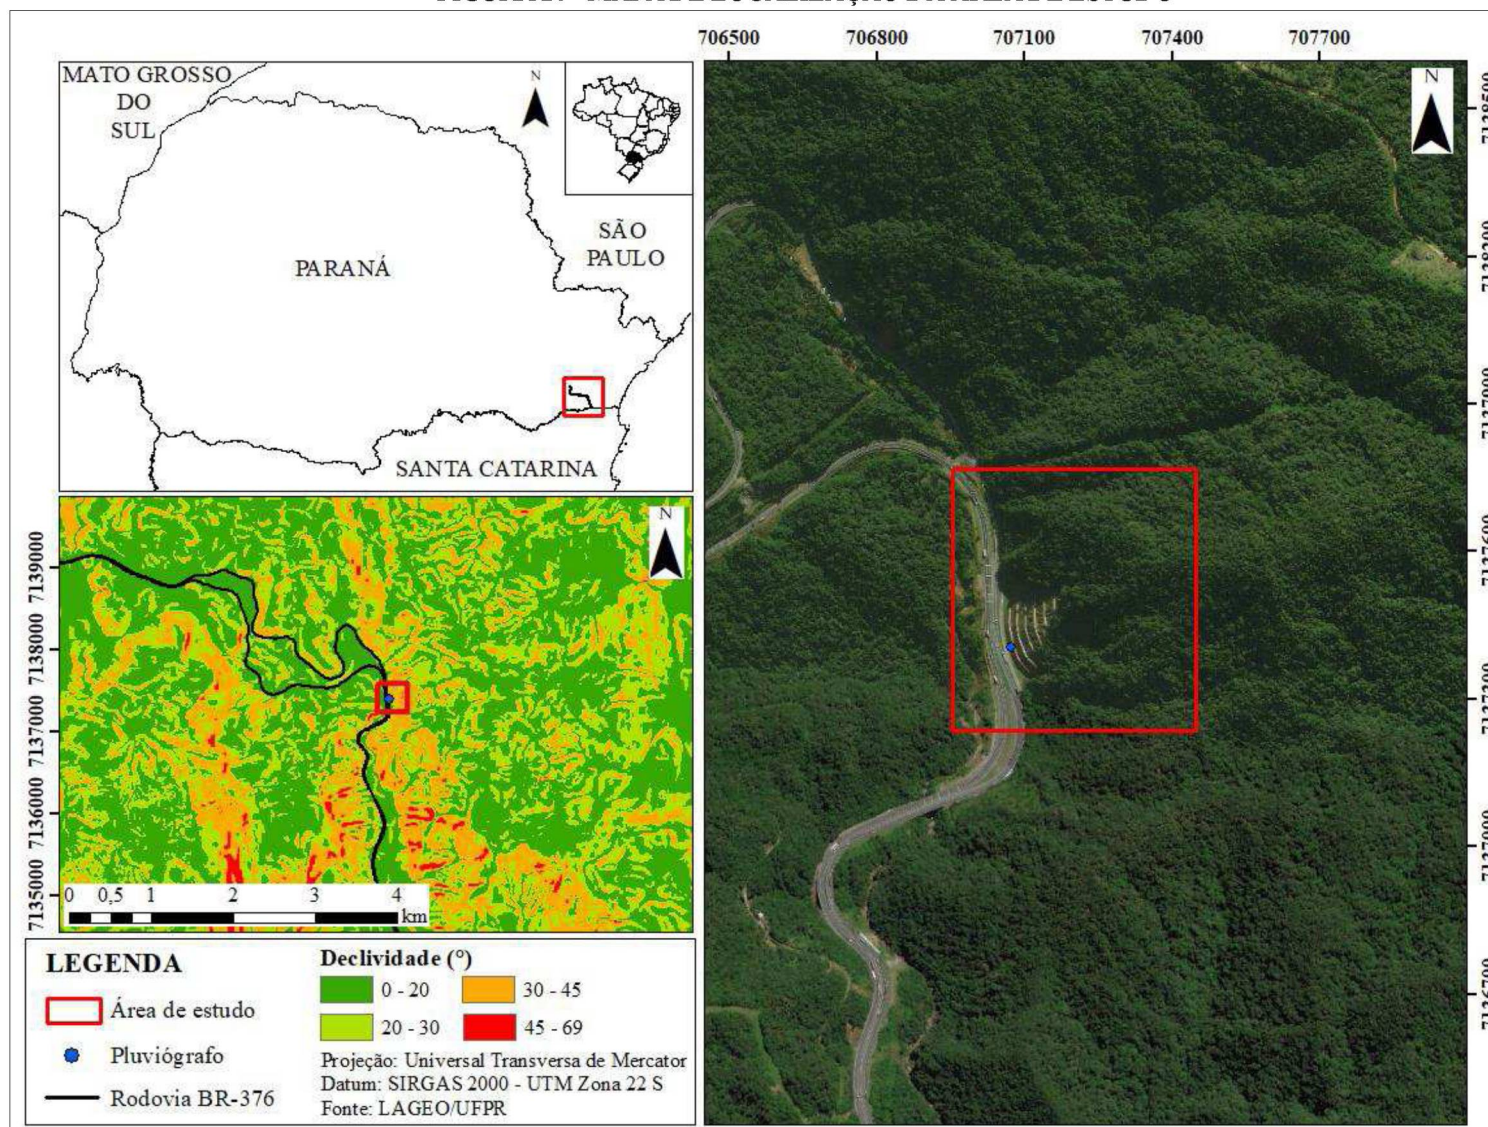 706500 706800 707100 707400 707700
MATO GROSSO
DO
SUL
N
SÃO
PAULO
PARANÁ
SANTA CATARINA
N
7139000
7138000
7137000
7136000
7135000
0 0,5 1 2 3 4
km
N
LEGENDA
Área de estudo
Pluviógrafo
Rodovia BR-376
Declividade (°)
0 - 20
30 - 45
20 - 30
45 - 69
Projeção: Universal Transversa de Mercator
Datum: SIRGAS 2000 - UTM Zona 22 S
Fonte: LAGEO/UFPR